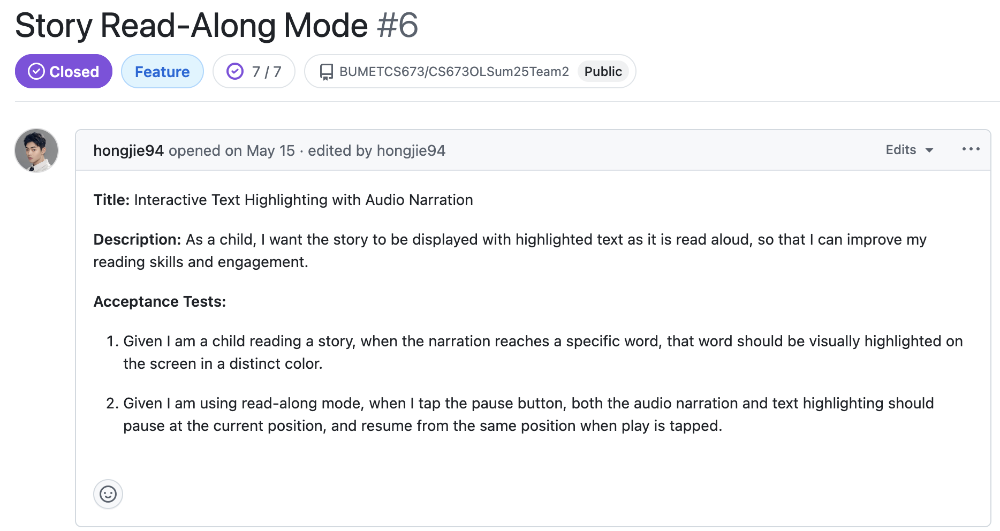 Story Read-Along Mode #6
Closed
Feature
7 / 7
BUMETCS673/CS673OLSum25Team2
Public
hongjie94 opened on May 15 · edited by hongjie94
Edits
Title: Interactive Text Highlighting with Audio Narration
Description: As a child, I want the story to be displayed with highlighted text as it is read aloud, so that I can improve my
reading skills and engagement.
Acceptance Tests:
1. Given I am a child reading a story, when the narration reaches a specific word, that word should be visually highlighted on
the screen in a distinct color.
2. Given I am using read-along mode, when I tap the pause button, both the audio narration and text highlighting should
pause at the current position, and resume from the same position when play is tapped.